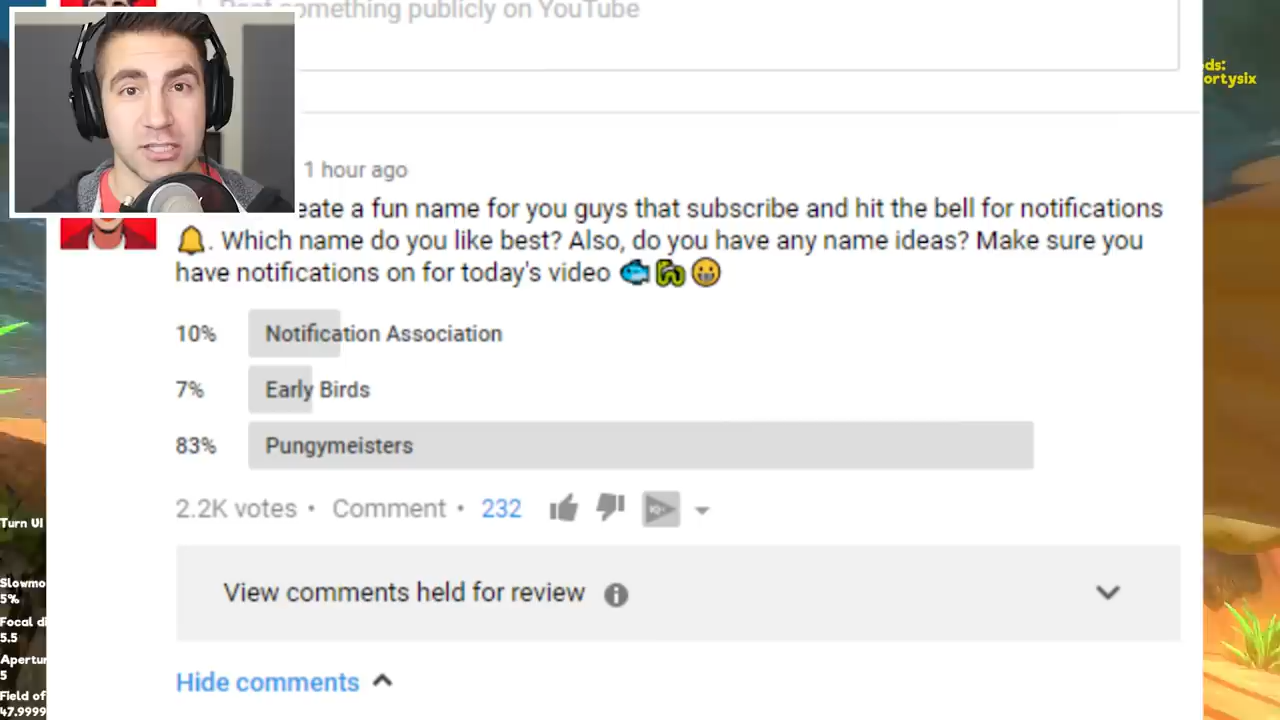 Post something publicly on YouTube
ds:
ortysix
1 hour ago
eate a fun name for you guys that subscribe and hit the bell for notifications
🔔. Which name do you like best? Also, do you have any name ideas? Make sure you
have notifications on for today's video 🐟🐛😀
10% Notification Association
7% Early Birds
83% Pungymeisters
2.2K votes • Comment • 232
View comments held for review
Hide comments
Turn UI
Slowmo
5%
Focal di
5.5
Apertur
5
Field of
47.9999